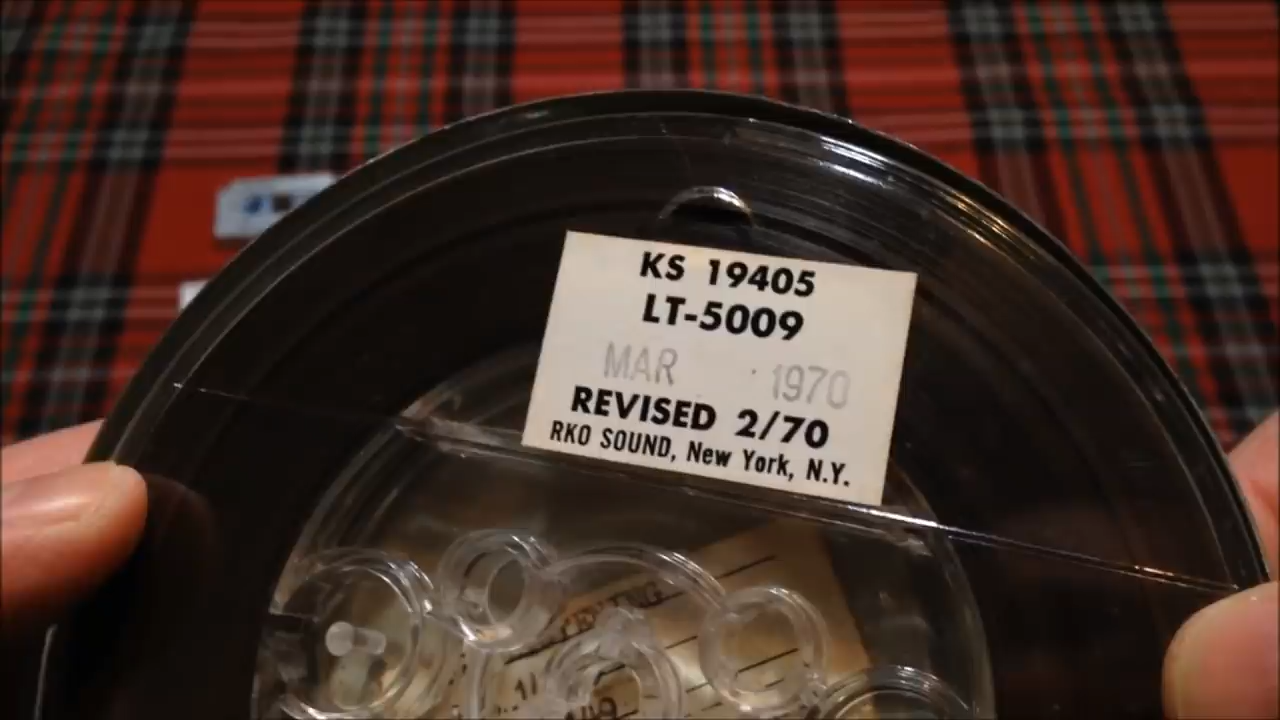 KS 19405
LT-5009
MAR 1970
REVISED 2/70
RKO SOUND, New York, N.Y.